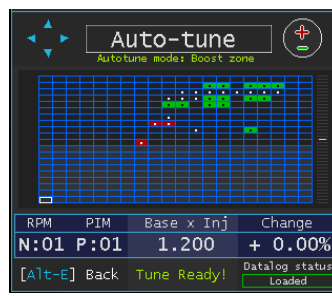 Auto-tune
Autotune mode: Boost zone
RPM PIM Base x Inj Change
N:01 P:01 1.200 + 0.00%
[Alt-E] Back Tune Ready! Datalog status
Loaded